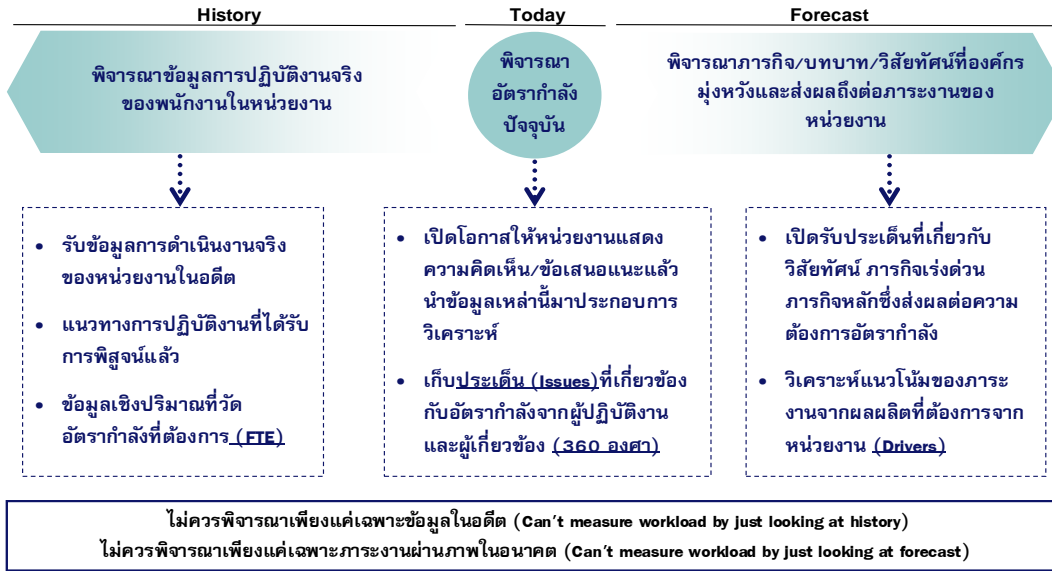 History
Today
Forecast
พิจารณาข้อมูลการปฏิบัติงานจริง
ของพนักงานในหน่วยงาน
พิจารณา
อัตรากำลัง
ปัจจุบัน
พิจารณาภารกิจ/บทบาท/วิสัยทัศน์ที่องค์กร
มุ่งหวังและส่งผลถึงต่อภาระงานของ
หน่วยงาน
• รับข้อมูลการดำเนินงานจริง
ของหน่วยงานในอดีต
• แนวทางการปฏิบัติงานที่ได้รับ
การพิสูจน์แล้ว
• ข้อมูลเชิงปริมาณที่วัด
อัตรากำลังที่ต้องการ (FTE)
• เปิดโอกาสให้หน่วยงานแสดง
ความคิดเห็น/ข้อเสนอแนะแล้ว
นำข้อมูลเหล่านี้มาประกอบการ
วิเคราะห์
• เก็บประเด็น (Issues)ที่เกี่ยวข้อง
กับอัตรากำลังจากผู้ปฏิบัติงาน
และผู้เกี่ยวข้อง (360 องศา)
• เปิดรับประเด็นที่เกี่ยวกับ
วิสัยทัศน์ ภารกิจเร่งด่วน
ภารกิจหลักซึ่งส่งผลต่อความ
ต้องการอัตรากำลัง
• วิเคราะห์แนวโน้มของภาระ
งานจากผลผลิตที่ต้องการจาก
หน่วยงาน (Drivers)
ไม่ควรพิจารณาเพียงแค่เฉพาะข้อมูลในอดีต (Can't measure workload by just looking at history)
ไม่ควรพิจารณาเพียงแค่เฉพาะภาระงานผ่านภาพในอนาคต (Can't measure workload by just looking at forecast)